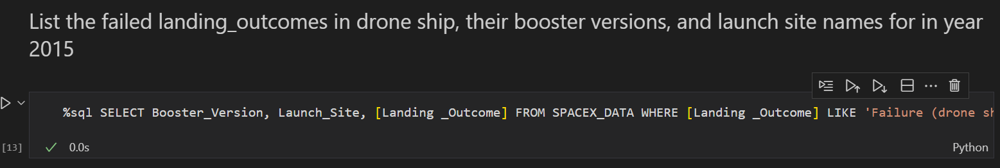 List the failed landing_outcomes in drone ship, their booster versions, and launch site names for in year
2015
%sql SELECT Booster_Version, Launch_Site, [Landing _Outcome] FROM SPACEX_DATA WHERE [Landing _Outcome] LIKE 'Failure (drone
[13] 0.0s Python